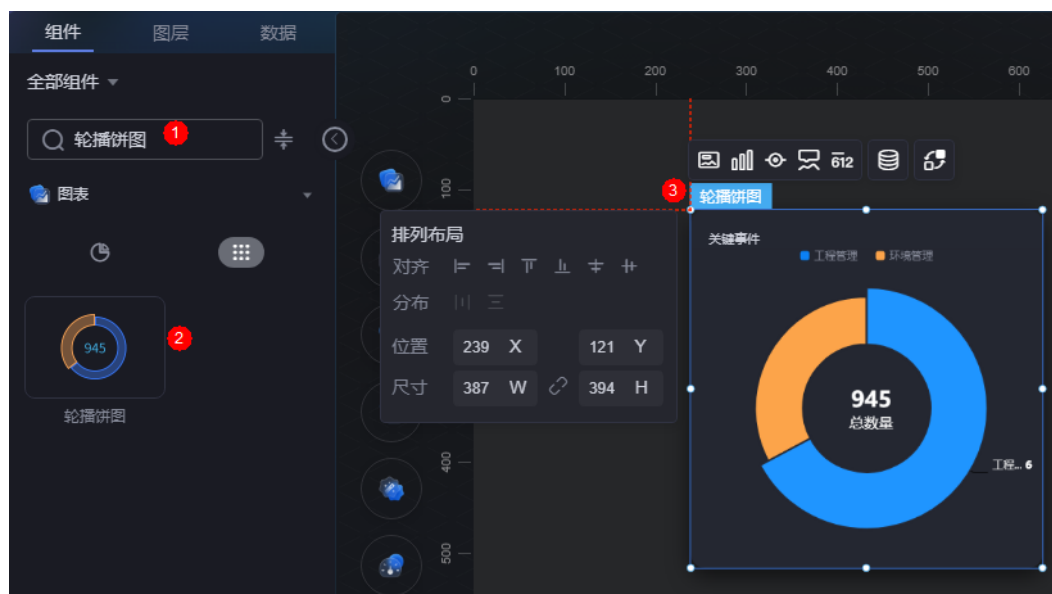 组件 图层 数据
全部组件
轮播饼图 1
图表
945
2
轮播饼图
0 100 200 300 400 500 600
0
100
400
500
612
3 轮播饼图
排列布局
对齐
分布
位置 239 X 121 Y
尺寸 387 W 394 H
关键事件
工程管理 环境管理
945
总数量
工程... 6